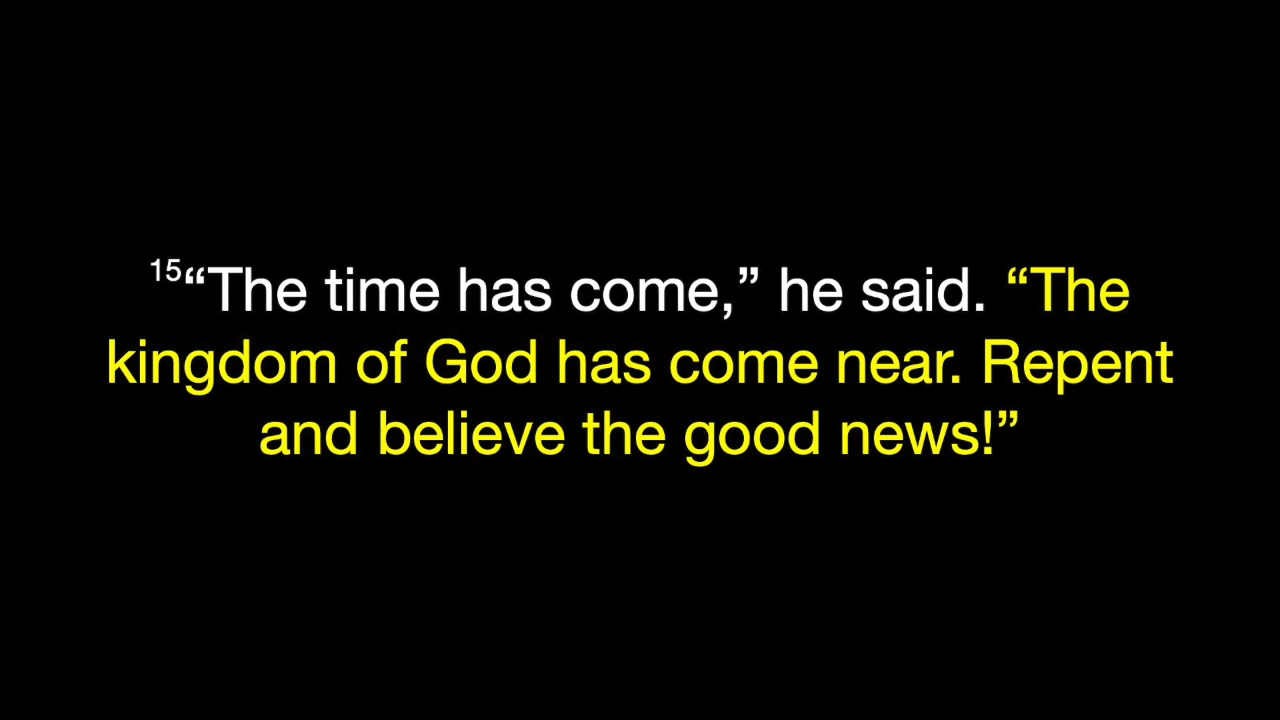 15“The time has come,” he said. “The
kingdom of God has come near. Repent
and believe the good news!”